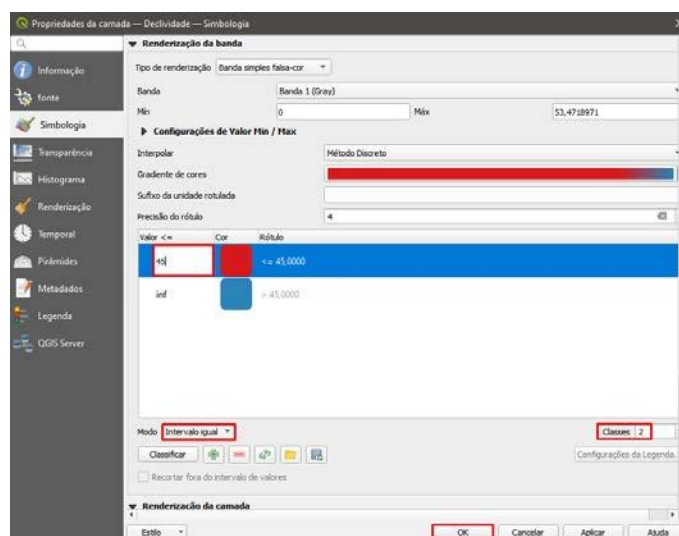 Propriedades da camada — Declividade — Simbologia
Renderização da banda
Informação
Tipo de renderização Banda simples falsa-cor
fonte
Banda Banda 1 (Gray)
Mín 0 Máx 53,4718971
Simbologia
Configurações de Valor Mín / Max
Transparência
Interpolar Método Discreto
Gradiente de cores
Histograma
Sufixo da unidade rotulada
Renderização
Precisão do rótulo 4
Temporal
Valor <= Cor Rótulo
45 <= 45,0000
Pirâmides
Metadados
inf > 45,0000
Legenda
QGIS Server
Modo Intervalo igual Classes 2
Classificar Configurações da Legenda...
Recortar fora do intervalo de valores
Renderização da camada
Estilo OK Cancelar Aplicar Ajuda